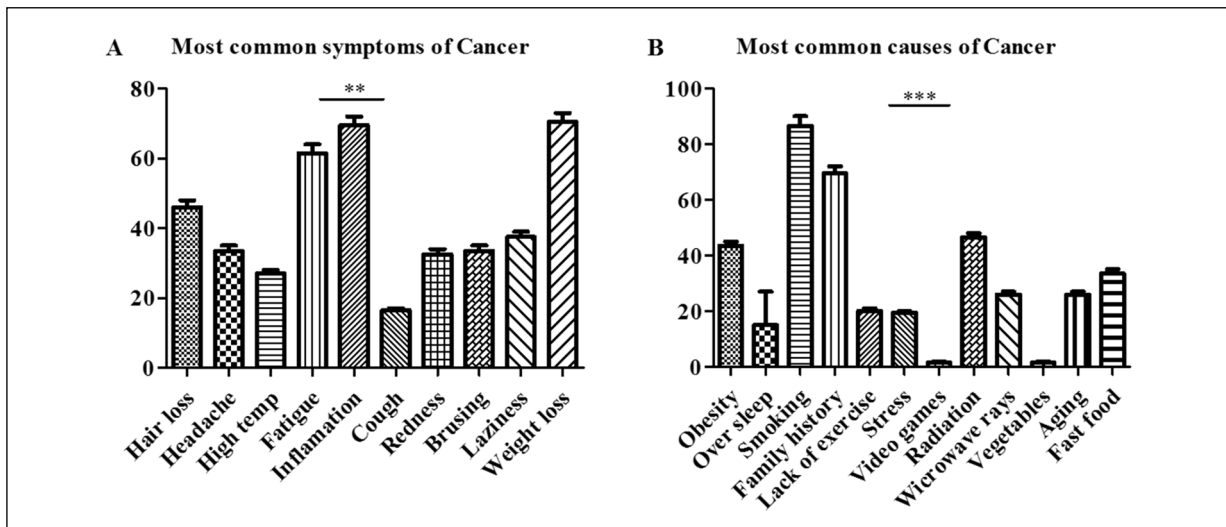 A
Most common symptoms of Cancer
80
60
40
20
0
**
Hair loss
Headache
High temp
Fatigue
Inflamation
Cough
Redness
Brusing
Laziness
Weight loss
B
Most common causes of Cancer
100
80
60
40
20
0
***
Obesity
Over sleep
Smoking
Family history
Lack of exercise
Stress
Video games
Radiation
Wicrowave rays
Vegetables
Aging
Fast food